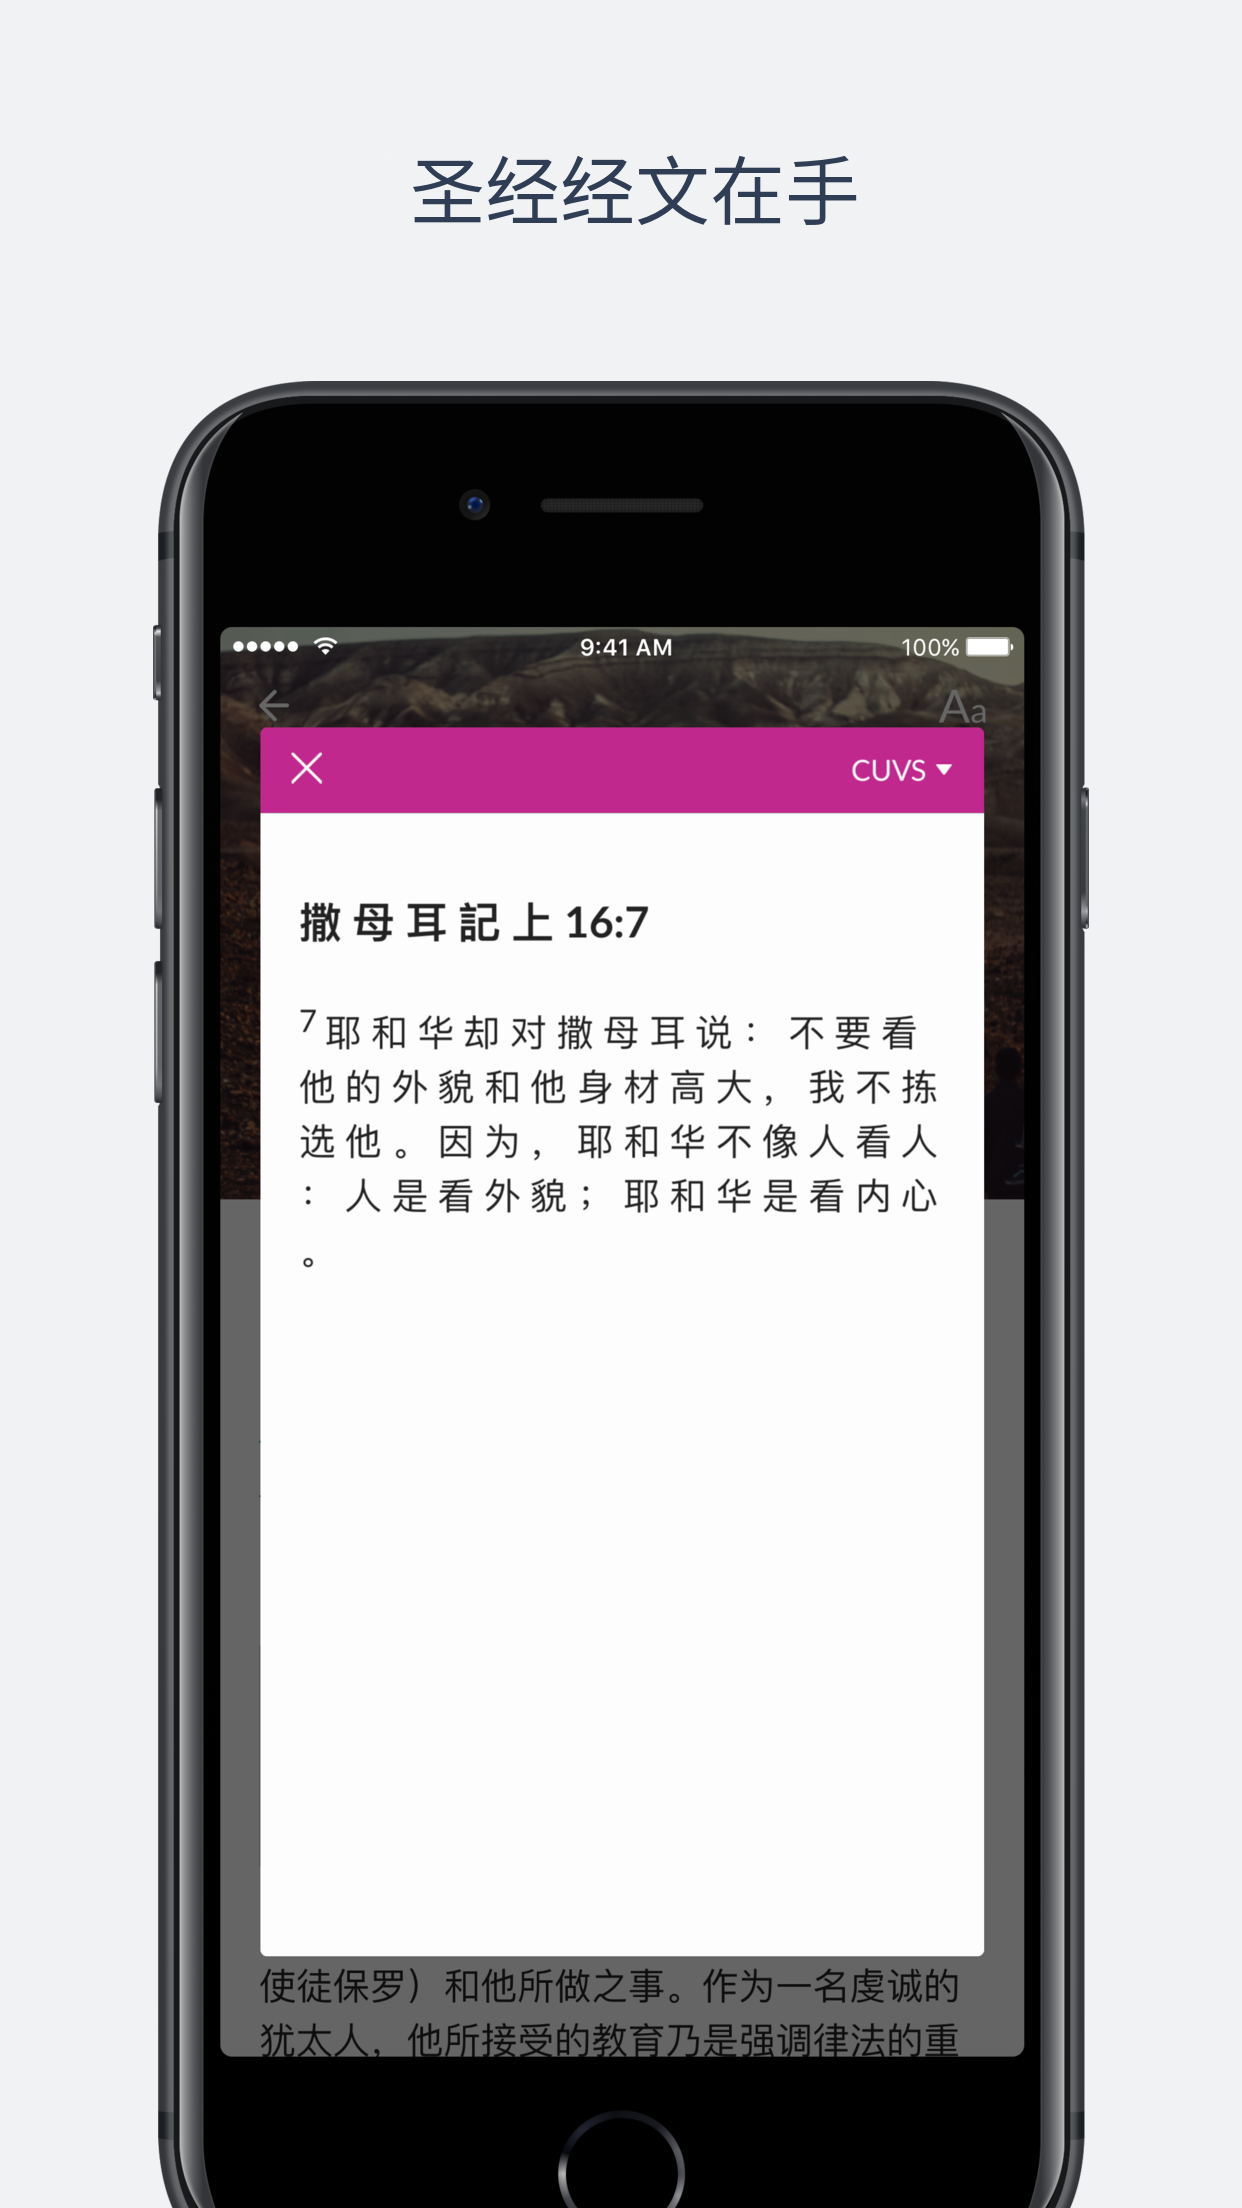 圣经经文在手
9:41 AM
100%
Aa
CUVS
撒母耳記上 16:7
7 耶和华却对撒母耳说：不要看
他的外貌和他身材高大，我不拣
选他。因为，耶和华不像人看人
：人是看外貌；耶和华是看内心
。
使徒保罗）和他所做之事。作为一名虔诚的
犹太人，他所接受的教育乃是强调律法的重